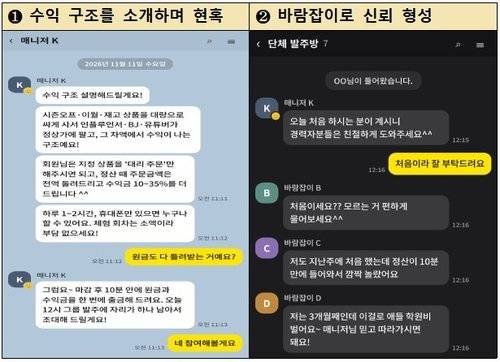 ❶ 수익 구조를 소개하며 현혹
매니저 K
2026년 11월 11일 수요일
K
매니저 K
수익 구조 설명해드릴게요!
시즌오프·이월·재고 상품을 대량으로
싸게 사서 인플루언서·BJ·유튜버가
정상가에 팔고, 그 차액에서 수익이 나는
구조예요!
회원님은 지정 상품을 '대리 주문'만
해주시면 되고, 정산 때 주문금액은
전액 돌려드리고 수익금 10~35%를 더
드립니다 ^^
오전 11:11
하루 1~2시간, 휴대폰만 있으면 누구나
할 수 있어요. 체험 회차는 소액이라
부담 없으세요!
오전 11:12
원금도 다 돌려받는 거예요?
오전 11:12
K
매니저 K
그럼요~ 마감 후 10분 안에 원금과
수익금을 한 번에 출금해 드려요. 오늘
12시 그룹 발주에 자리가 하나 남아서
초대해 드릴게요!
오전 11:13
네 참여해볼게요
오전 11:13
❷ 바람잡이로 신뢰 형성
단체 발주방 7
OO님이 들어왔습니다.
K
매니저 K
오늘 처음 하시는 분이 계시니
경력자분들은 친절하게 도와주세요^^
12:15
처음이라 잘 부탁드려요
12:16
B
바람잡이 B
처음이세요?? 모르는 거 편하게
물어보세요^^
12:16
C
바람잡이 C
저도 지난주에 처음 했는데 정산이 10분
만에 들어와서 깜짝 놀랐어요
12:16
D
바람잡이 D
저는 3개월째인데 이걸로 애들 학원비
벌어요~ 매니저님 믿고 따라가시면
돼요!
12:16